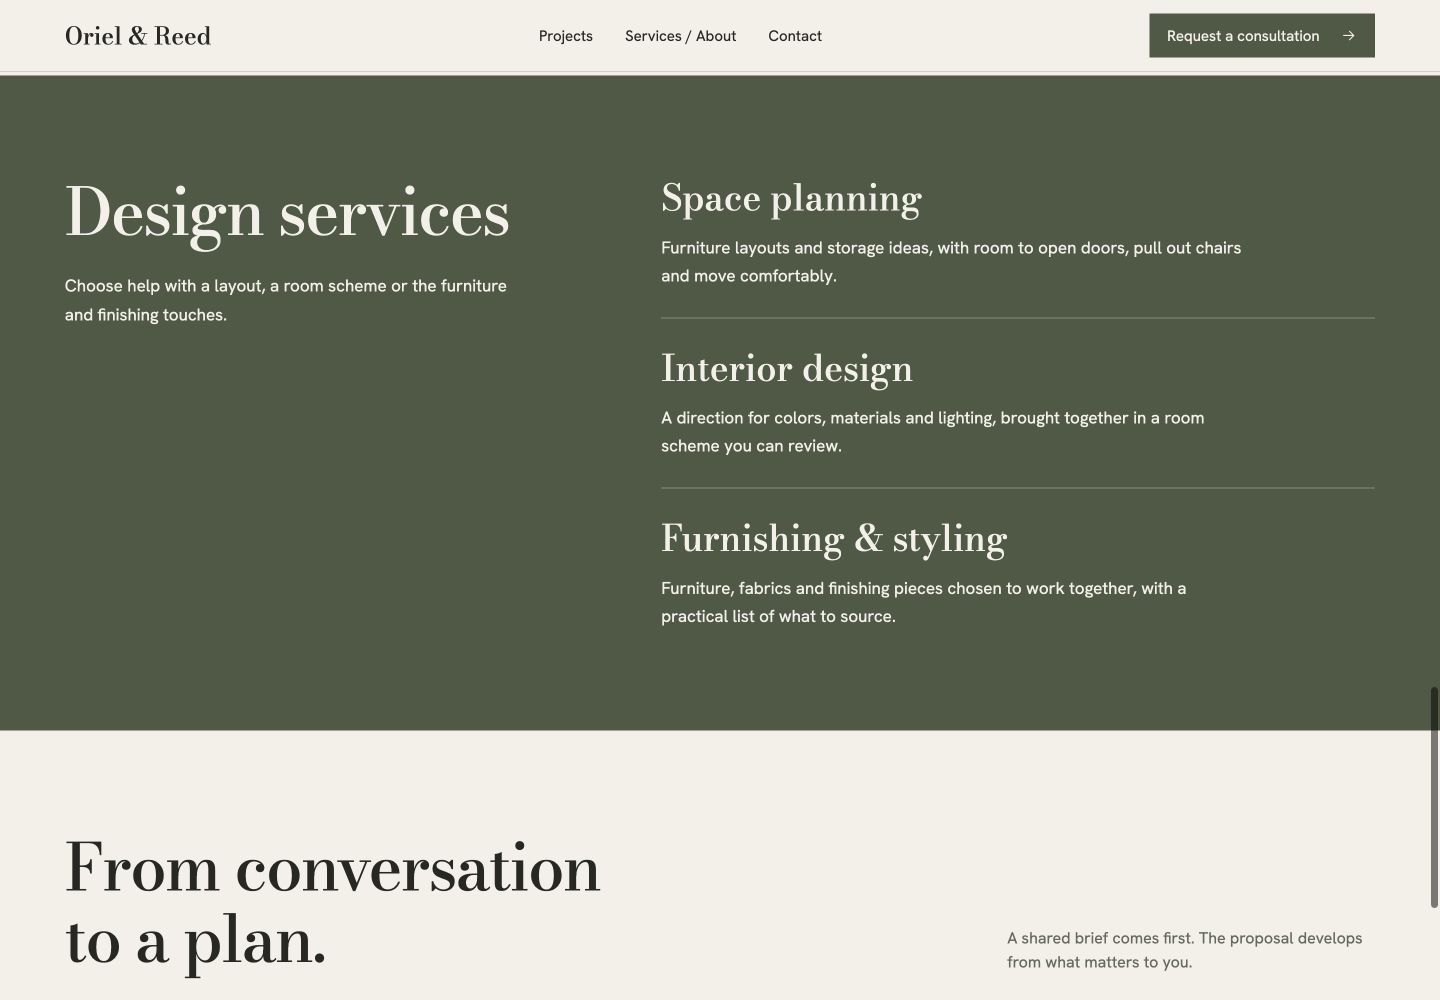 Oriel & Reed
Projects
Services / About
Contact
Request a consultation →
Design services
Choose help with a layout, a room scheme or the furniture
and finishing touches.
Space planning
Furniture layouts and storage ideas, with room to open doors, pull out chairs
and move comfortably.
Interior design
A direction for colors, materials and lighting, brought together in a room
scheme you can review.
Furnishing & styling
Furniture, fabrics and finishing pieces chosen to work together, with a
practical list of what to source.
From conversation
to a plan.
A shared brief comes first. The proposal develops
from what matters to you.